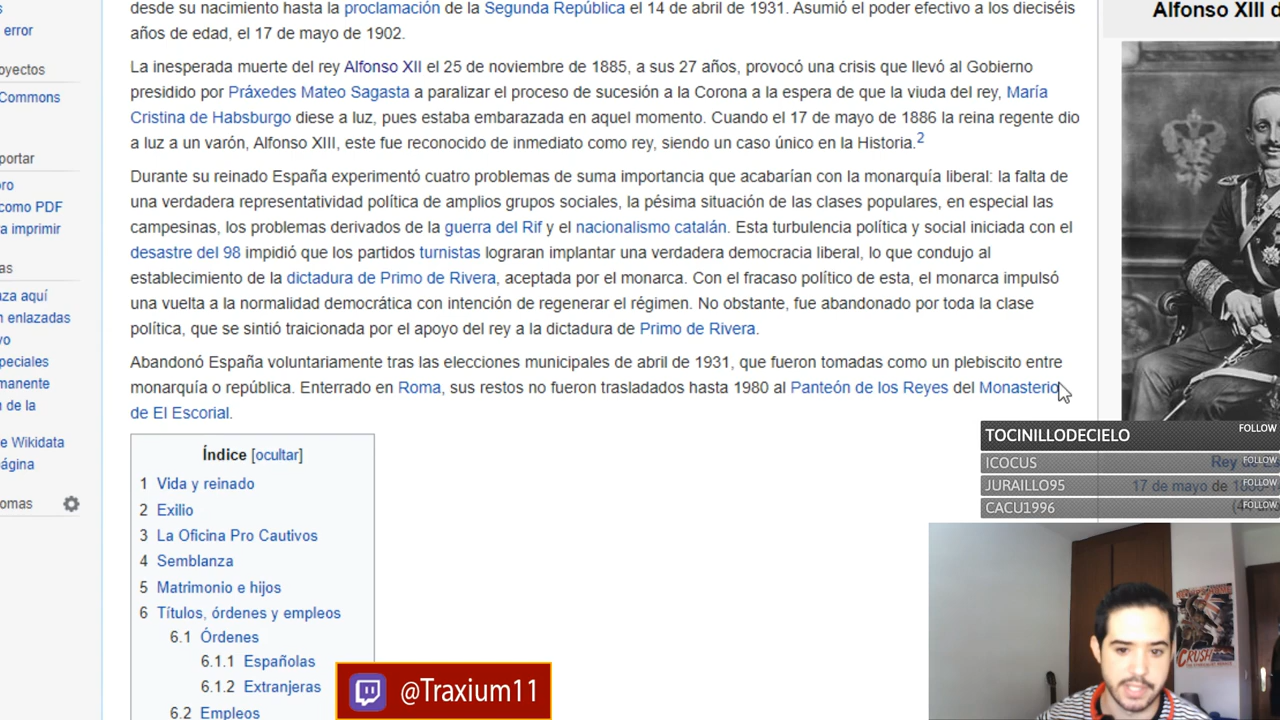 desde su nacimiento hasta la proclamación de la Segunda República el 14 de abril de 1931. Asumió el poder efectivo a los dieciséis
años de edad, el 17 de mayo de 1902.
La inesperada muerte del rey Alfonso XII el 25 de noviembre de 1885, a sus 27 años, provocó una crisis que llevó al Gobierno
presidido por Práxedes Mateo Sagasta a paralizar el proceso de sucesión a la Corona a la espera de que la viuda del rey, María
Cristina de Habsburgo diese a luz, pues estaba embarazada en aquel momento. Cuando el 17 de mayo de 1886 la reina regente dio
a luz a un varón, Alfonso XIII, este fue reconocido de inmediato como rey, siendo un caso único en la Historia.2
Durante su reinado España experimentó cuatro problemas de suma importancia que acabarían con la monarquía liberal: la falta de
una verdadera representatividad política de amplios grupos sociales, la pésima situación de las clases populares, en especial las
campesinas, los problemas derivados de la guerra del Rif y el nacionalismo catalán. Esta turbulencia política y social iniciada con el
desastre del 98 impidió que los partidos turnistas lograran implantar una verdadera democracia liberal, lo que condujo al
establecimiento de la dictadura de Primo de Rivera, aceptada por el monarca. Con el fracaso político de esta, el monarca impulsó
una vuelta a la normalidad democrática con intención de regenerar el régimen. No obstante, fue abandonado por toda la clase
política, que se sintió traicionada por el apoyo del rey a la dictadura de Primo de Rivera.
Abandonó España voluntariamente tras las elecciones municipales de abril de 1931, que fueron tomadas como un plebiscito entre
monarquía o república. Enterrado en Roma, sus restos no fueron trasladados hasta 1980 al Panteón de los Reyes del Monasterio
de El Escorial.
Índice [ocultar]
1 Vida y reinado
2 Exilio
3 La Oficina Pro Cautivos
4 Semblanza
5 Matrimonio e hijos
6 Títulos, órdenes y empleos
6.1 Órdenes
6.1.1 Españolas
6.1.2 Extranjeras
6.2 Empleos
error
oyectos
Commons
portar
ro
como PDF
a imprimir
as
aza aquí
n enlazadas
vo
peciales
manente
n de la
e Wikidata
página
omas
Alfonso XIII d
TOCINILLODECIELO FOLLOW
ICOCUS FOLLOW
JURAILLO95 FOLLOW
CACU1996 FOLLOW
Rey de Es
17 de mayo de
CRUSH
@Traxium11